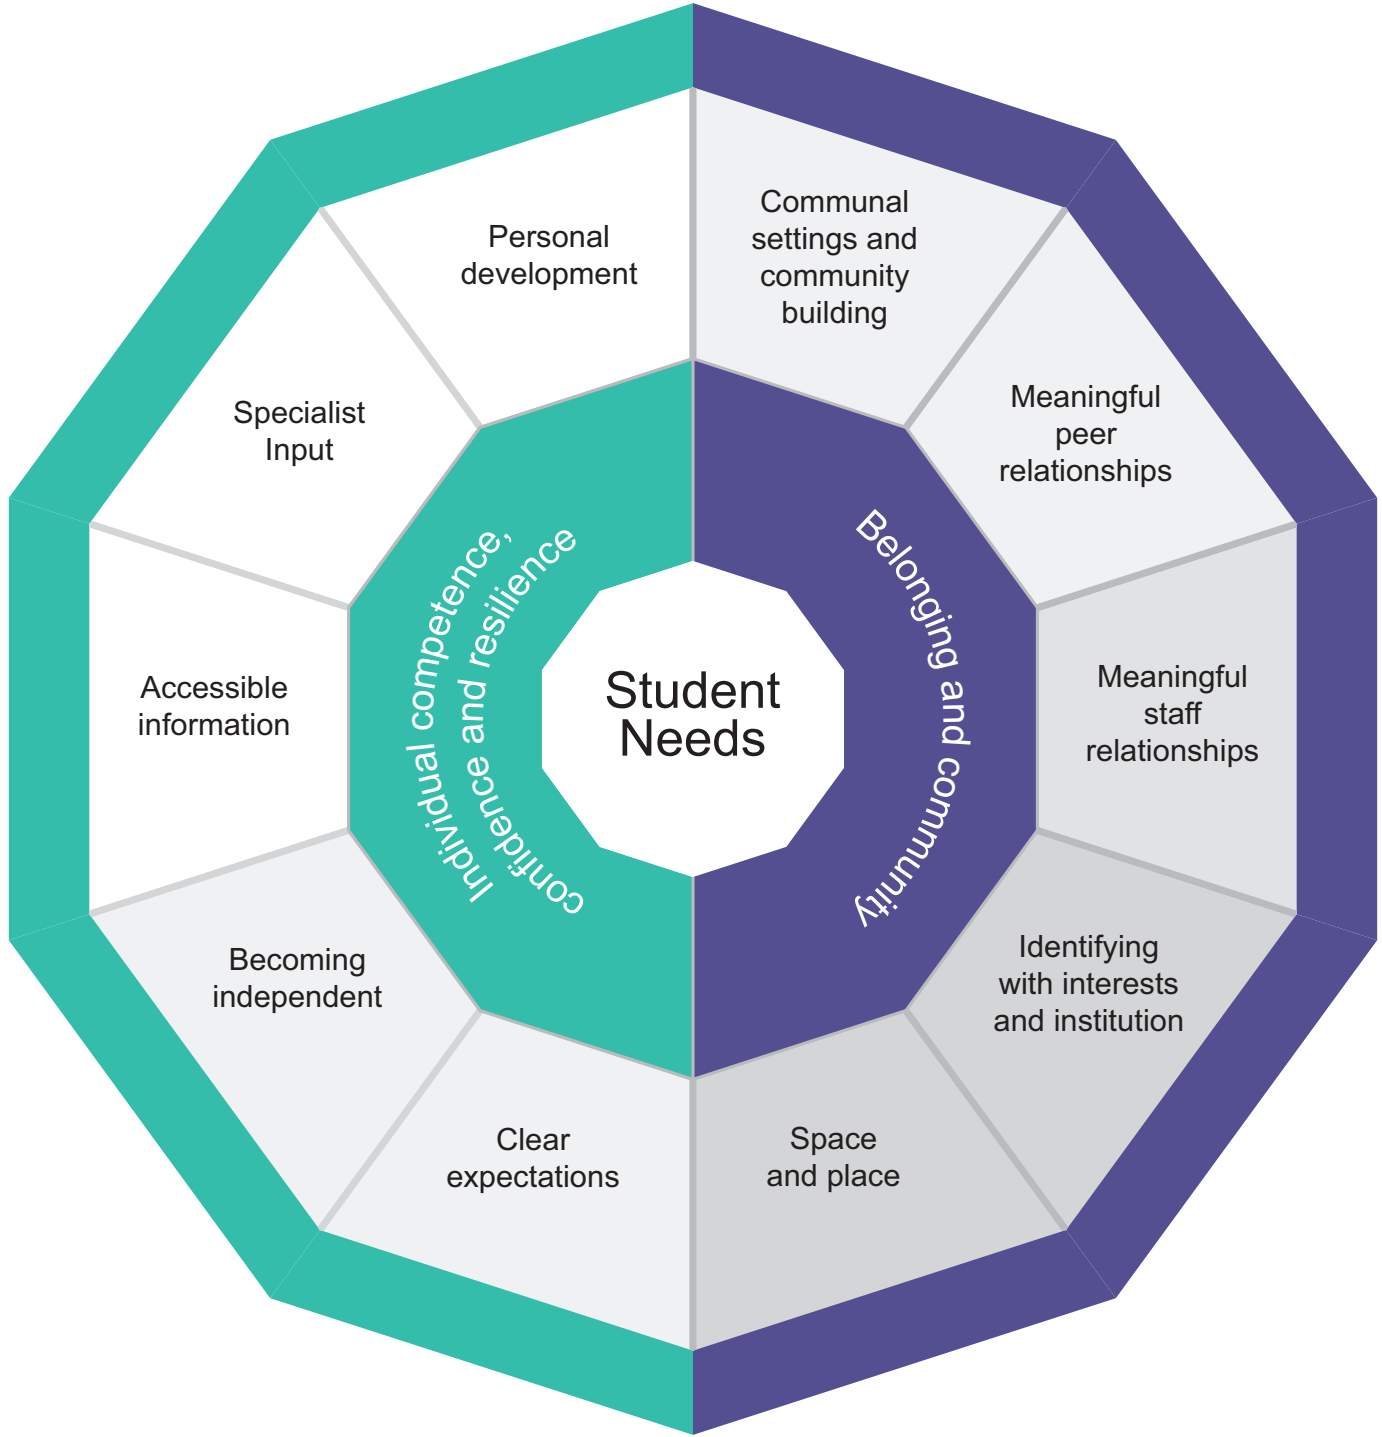 Personal
development
Communal
settings and
community
building
Meaningful
peer
relationships
Meaningful
staff
relationships
Identifying
with interests
and institution
Space
and place
Clear
expectations
Becoming
independent
Accessible
information
Specialist
Input
Individual competence,
confidence and resilience
Student
Needs
Belonging and community